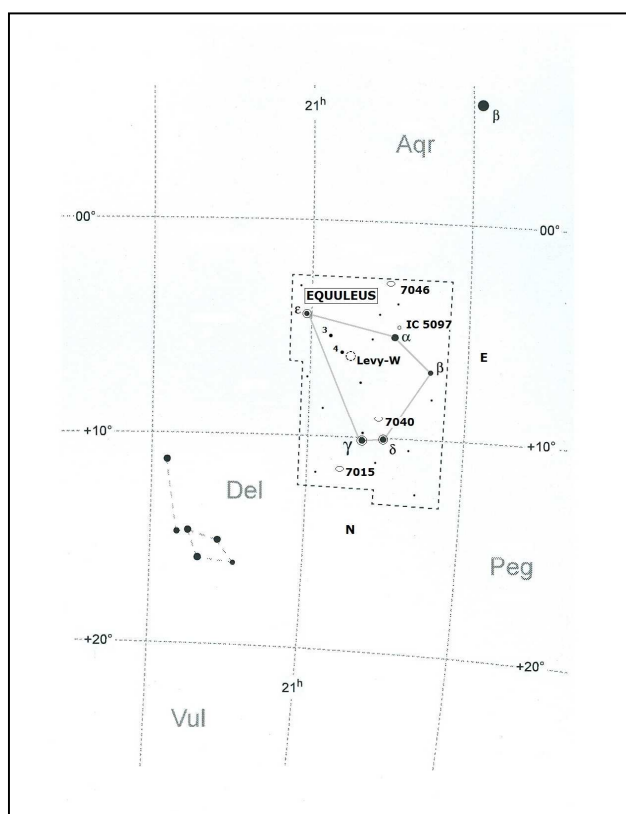 21h
β
Aqr
00°
00°
7046
EQUULEUS
ε
IC 5097
3
α
4
Levy-W
E
β
7040
+10°
+10°
γ
δ
7015
Del
N
Peg
+20°
+20°
21h
Vul